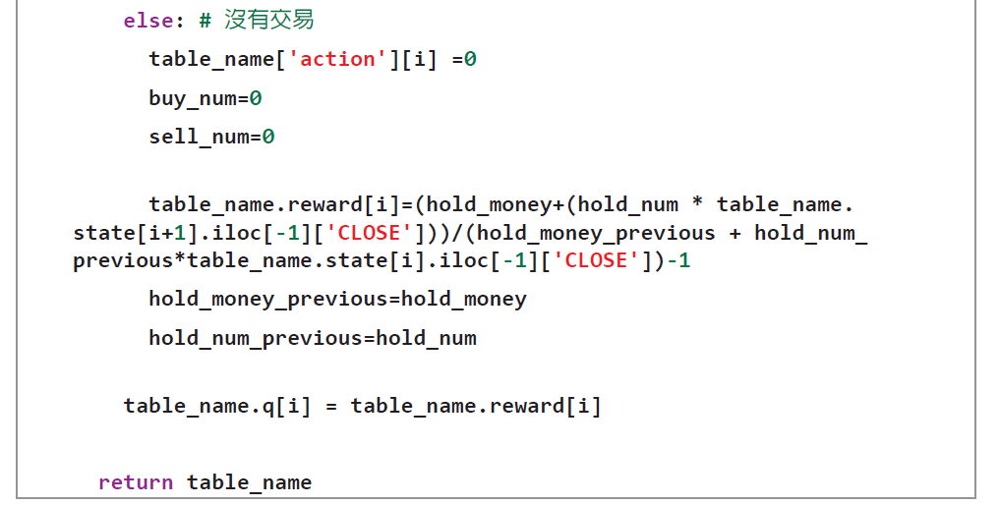 else: # 沒有交易
table_name['action'][i] =0
buy_num=0
sell_num=0
table_name.reward[i]=(hold_money+(hold_num * table_name.
state[i+1].iloc[-1]['CLOSE']))/(hold_money_previous + hold_num_
previous*table_name.state[i].iloc[-1]['CLOSE'])-1
hold_money_previous=hold_money
hold_num_previous=hold_num
table_name.q[i] = table_name.reward[i]
return table_name